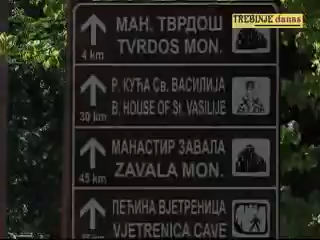 TREBINJE danas
МАН. ТВРДОШ
TVRDOS MON.
4 km
Р. КУЋА Св. ВАСИЛИЈА
B. HOUSE OF St. VASILIJE
30 km
МАНАСТИР ЗАВАЛА
ZAVALA MON.
45 km
ПЕЋИНА ВЈЕТРЕНИЦА
VJETRENICA CAVE